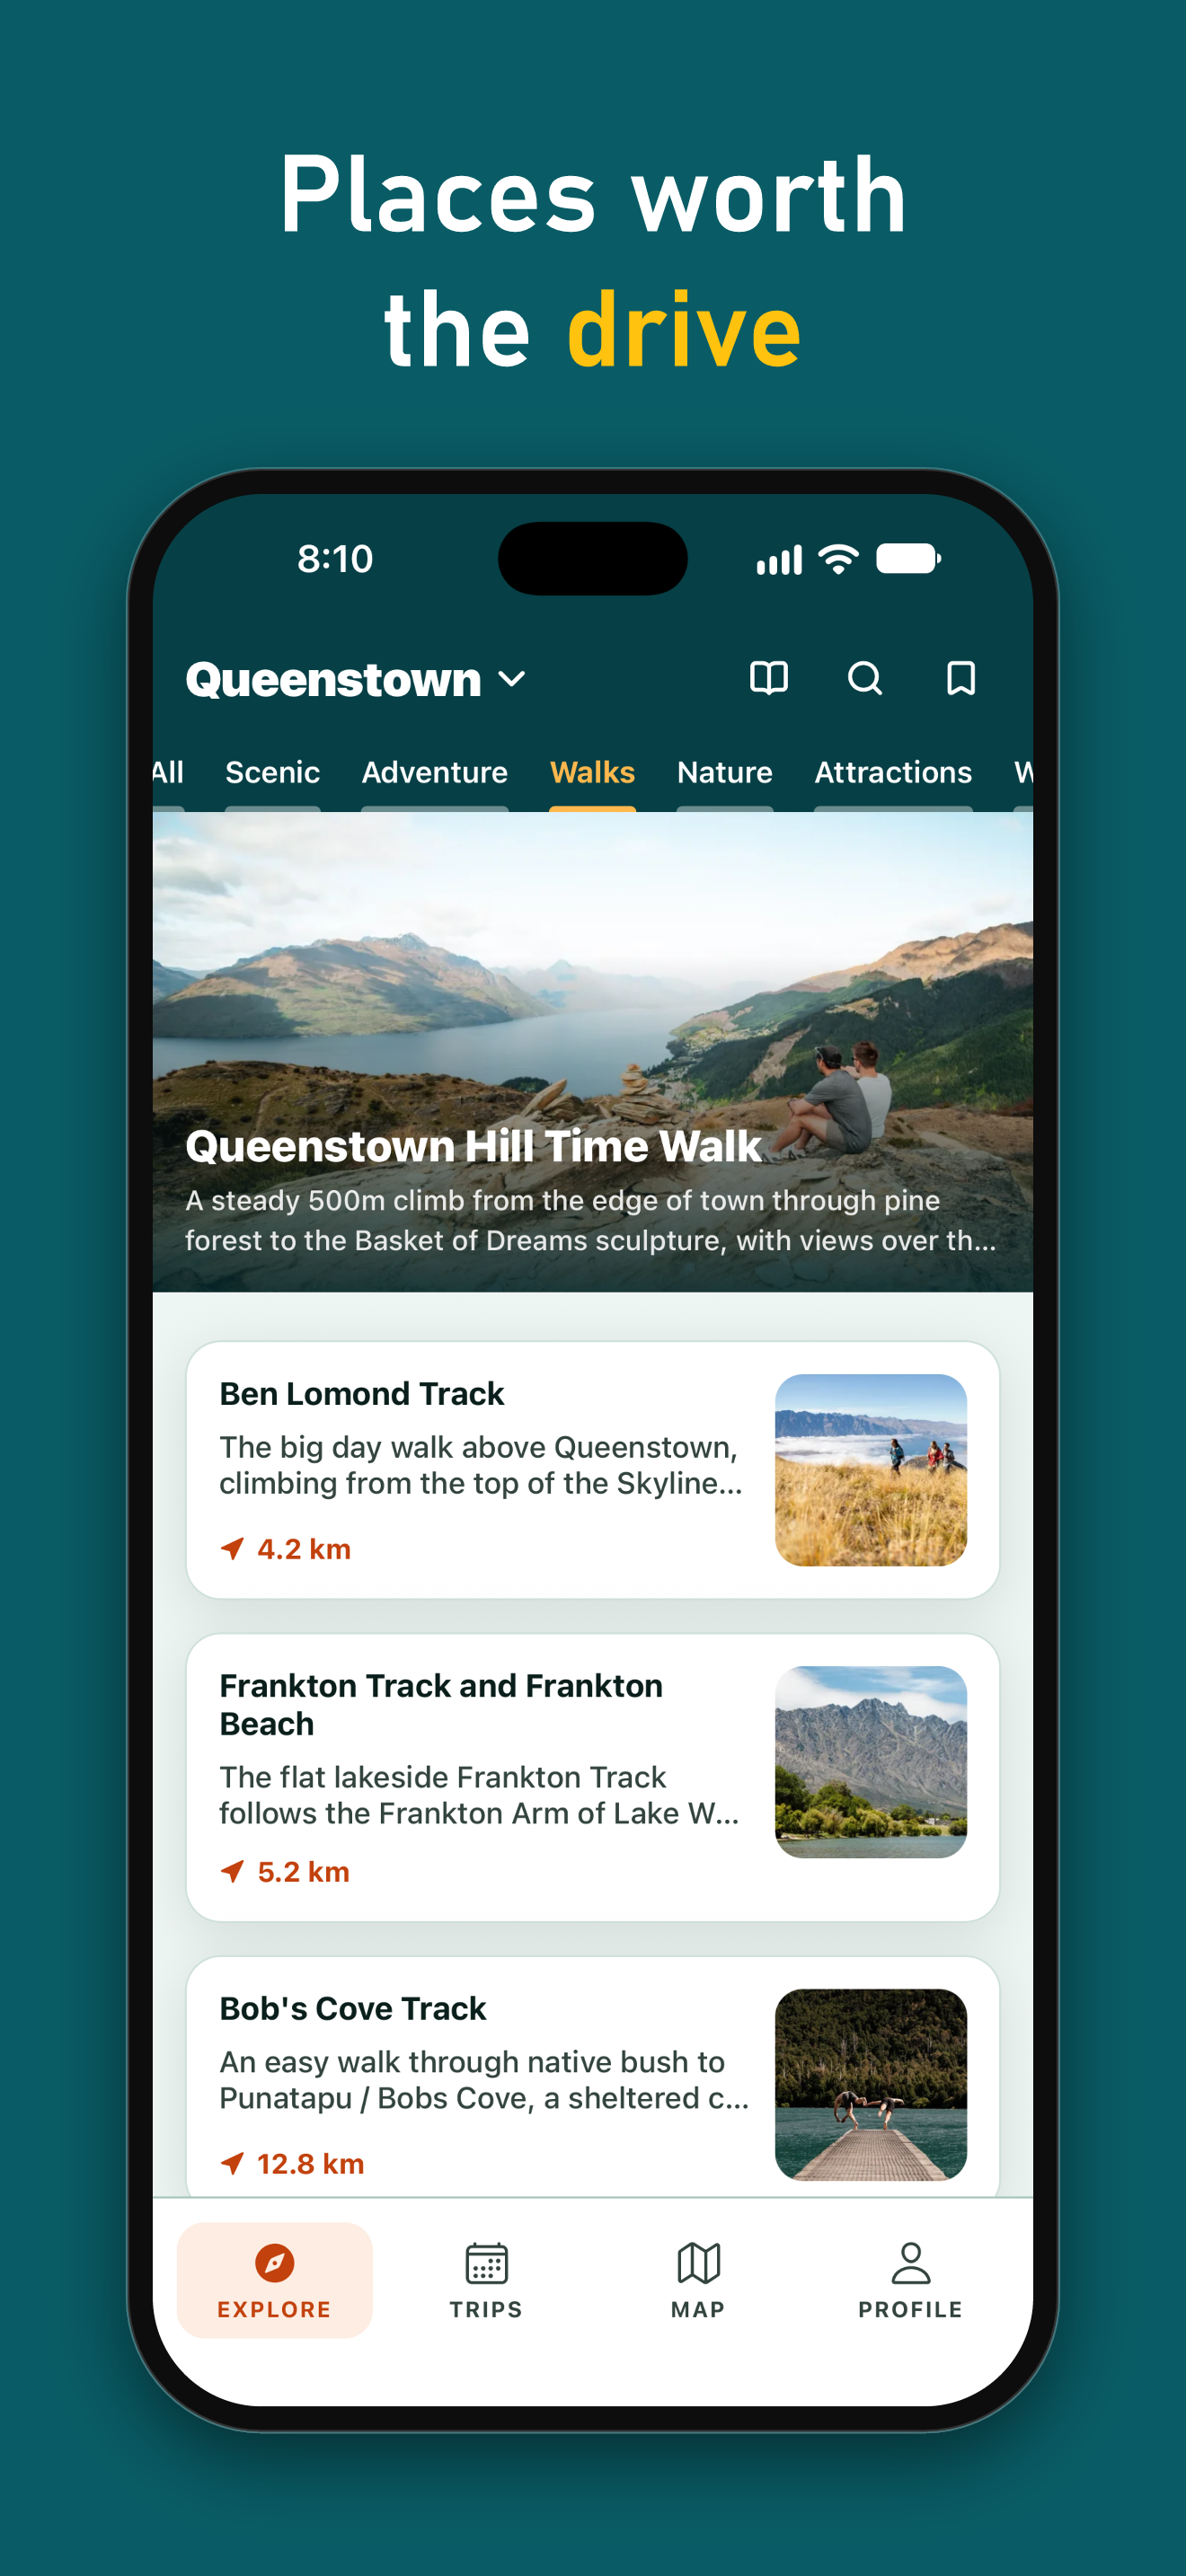 Places worth
the drive
8:10
Queenstown
All Scenic Adventure Walks Nature Attractions W
Queenstown Hill Time Walk
A steady 500m climb from the edge of town through pine
forest to the Basket of Dreams sculpture, with views over th...
Ben Lomond Track
The big day walk above Queenstown,
climbing from the top of the Skyline...
4.2 km
Frankton Track and Frankton
Beach
The flat lakeside Frankton Track
follows the Frankton Arm of Lake W...
5.2 km
Bob's Cove Track
An easy walk through native bush to
Punatapu / Bobs Cove, a sheltered c...
12.8 km
EXPLORE TRIPS MAP PROFILE